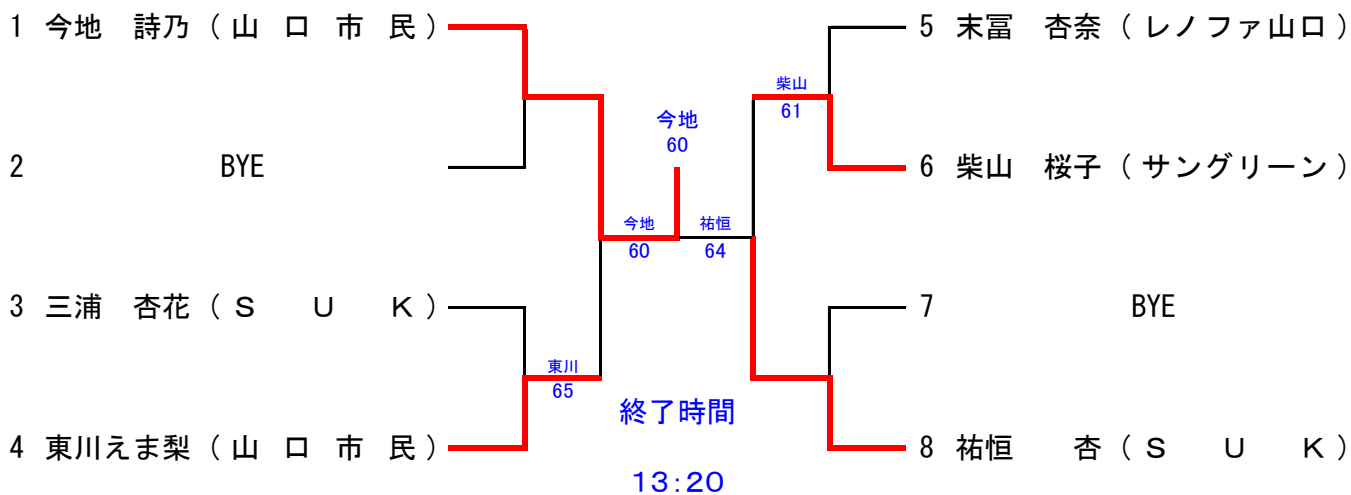 1 今地 詩乃 ( 山 口 市 民 )
2 BYE
3 三浦 杏花 ( Ｓ Ｕ Ｋ )
4 東川えま梨 ( 山 口 市 民 )
東川
65
今地
60
今地
60
祐恒
64
柴山
61
終了時間
13:20
5 末冨 杏奈 ( レノファ山口 )
6 柴山 桜子 ( サングリーン )
7 BYE
8 祐恒 杏 ( Ｓ Ｕ Ｋ )